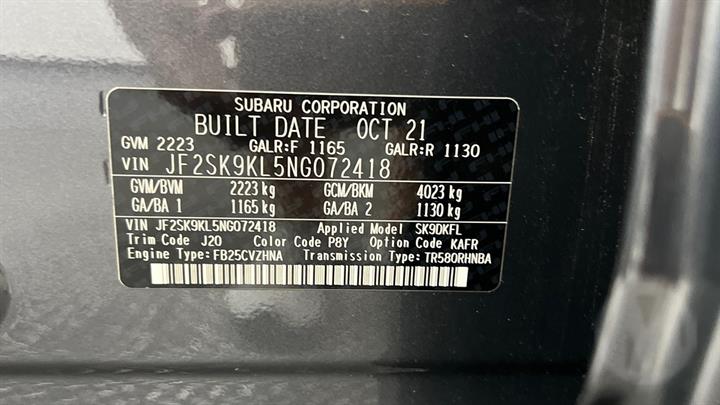 SUBARU CORPORATION
BUILT DATE OCT 21
GVM 2223 GALR:F 1165 GALR:R 1130
VIN JF2SK9KL5NG072418
GVM/BVM 2223 kg GCM/BKM 4023 kg
GA/BA 1 1165 kg GA/BA 2 1130 kg
VIN JF2SK9KL5NG072418 Applied Model SK9DKFL
Trim Code J20 Color Code P8Y Option Code KAFR
Engine Type:FB25CVZHNA Transmission Type:TR580RHNBA